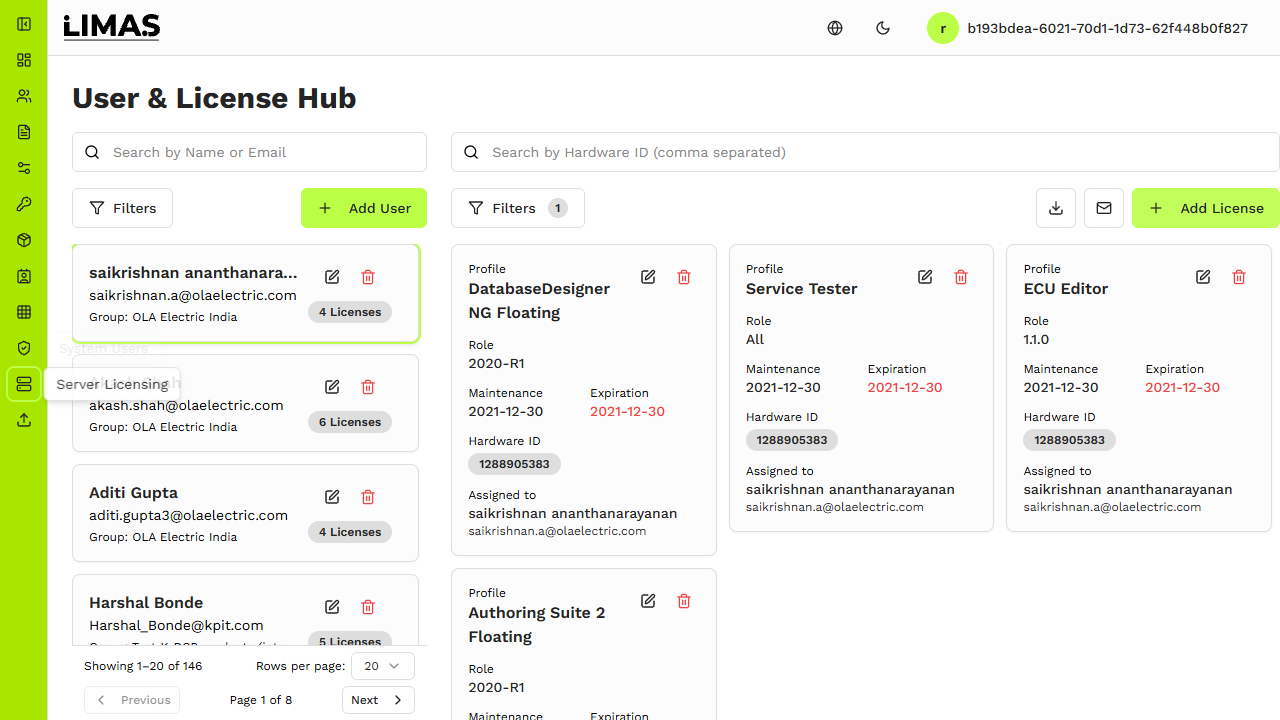 LIMAS
r
b193bdea-6021-70d1-1d73-62f448b0f827
User & License Hub
Search by Name or Email
Search by Hardware ID (comma separated)
Filters
Add User
Filters 1
Add License
saikrishnan ananthanara...
saikrishnan.a@olaelectric.com
Group: OLA Electric India
4 Licenses
System Users
Server Licensing
akash.shah@olaelectric.com
Group: OLA Electric India
6 Licenses
Aditi Gupta
aditi.gupta3@olaelectric.com
Group: OLA Electric India
4 Licenses
Harshal Bonde
Harshal_Bonde@kpit.com
5 Licenses
Showing 1–20 of 146
Rows per page: 20
Previous
Page 1 of 8
Next
Profile
DatabaseDesigner
NG Floating
Role
2020-R1
Maintenance
2021-12-30
Expiration
2021-12-30
Hardware ID
1288905383
Assigned to
saikrishnan ananthanarayanan
saikrishnan.a@olaelectric.com
Profile
Service Tester
Role
All
Maintenance
2021-12-30
Expiration
2021-12-30
Hardware ID
1288905383
Assigned to
saikrishnan ananthanarayanan
saikrishnan.a@olaelectric.com
Profile
ECU Editor
Role
1.1.0
Maintenance
2021-12-30
Expiration
2021-12-30
Hardware ID
1288905383
Assigned to
saikrishnan ananthanarayanan
saikrishnan.a@olaelectric.com
Profile
Authoring Suite 2
Floating
Role
2020-R1
Maintenance
Expiration